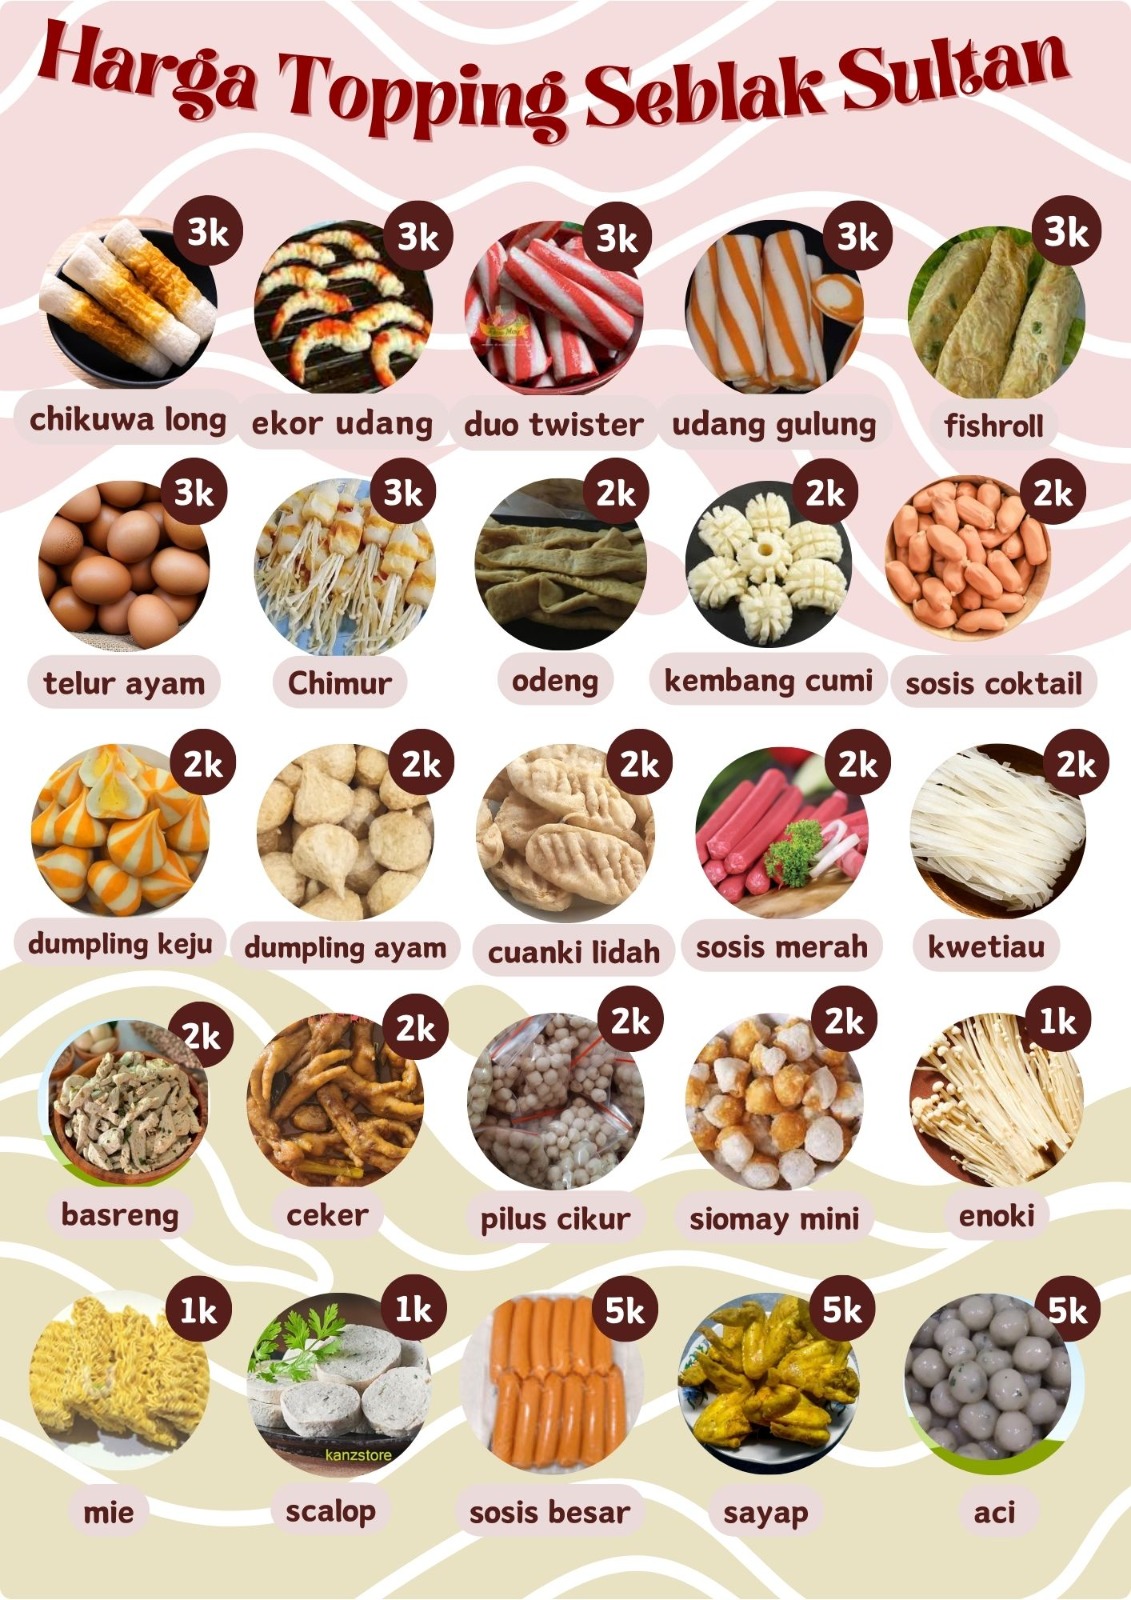 Harga Topping Seblak Sultan
3k 3k 3k 3k 3k
chikuwa long ekor udang duo twister udang gulung fishroll
3k 3k 2k 2k 2k
telur ayam Chimur odeng kembang cumi sosis coktail
2k 2k 2k 2k 2k
dumpling keju dumpling ayam cuanki lidah sosis merah kwetiau
2k 2k 2k 2k 1k
basreng ceker pilus cikur siomay mini enoki
1k 1k 5k 5k 5k
kanzstore
mie scalop sosis besar sayap aci